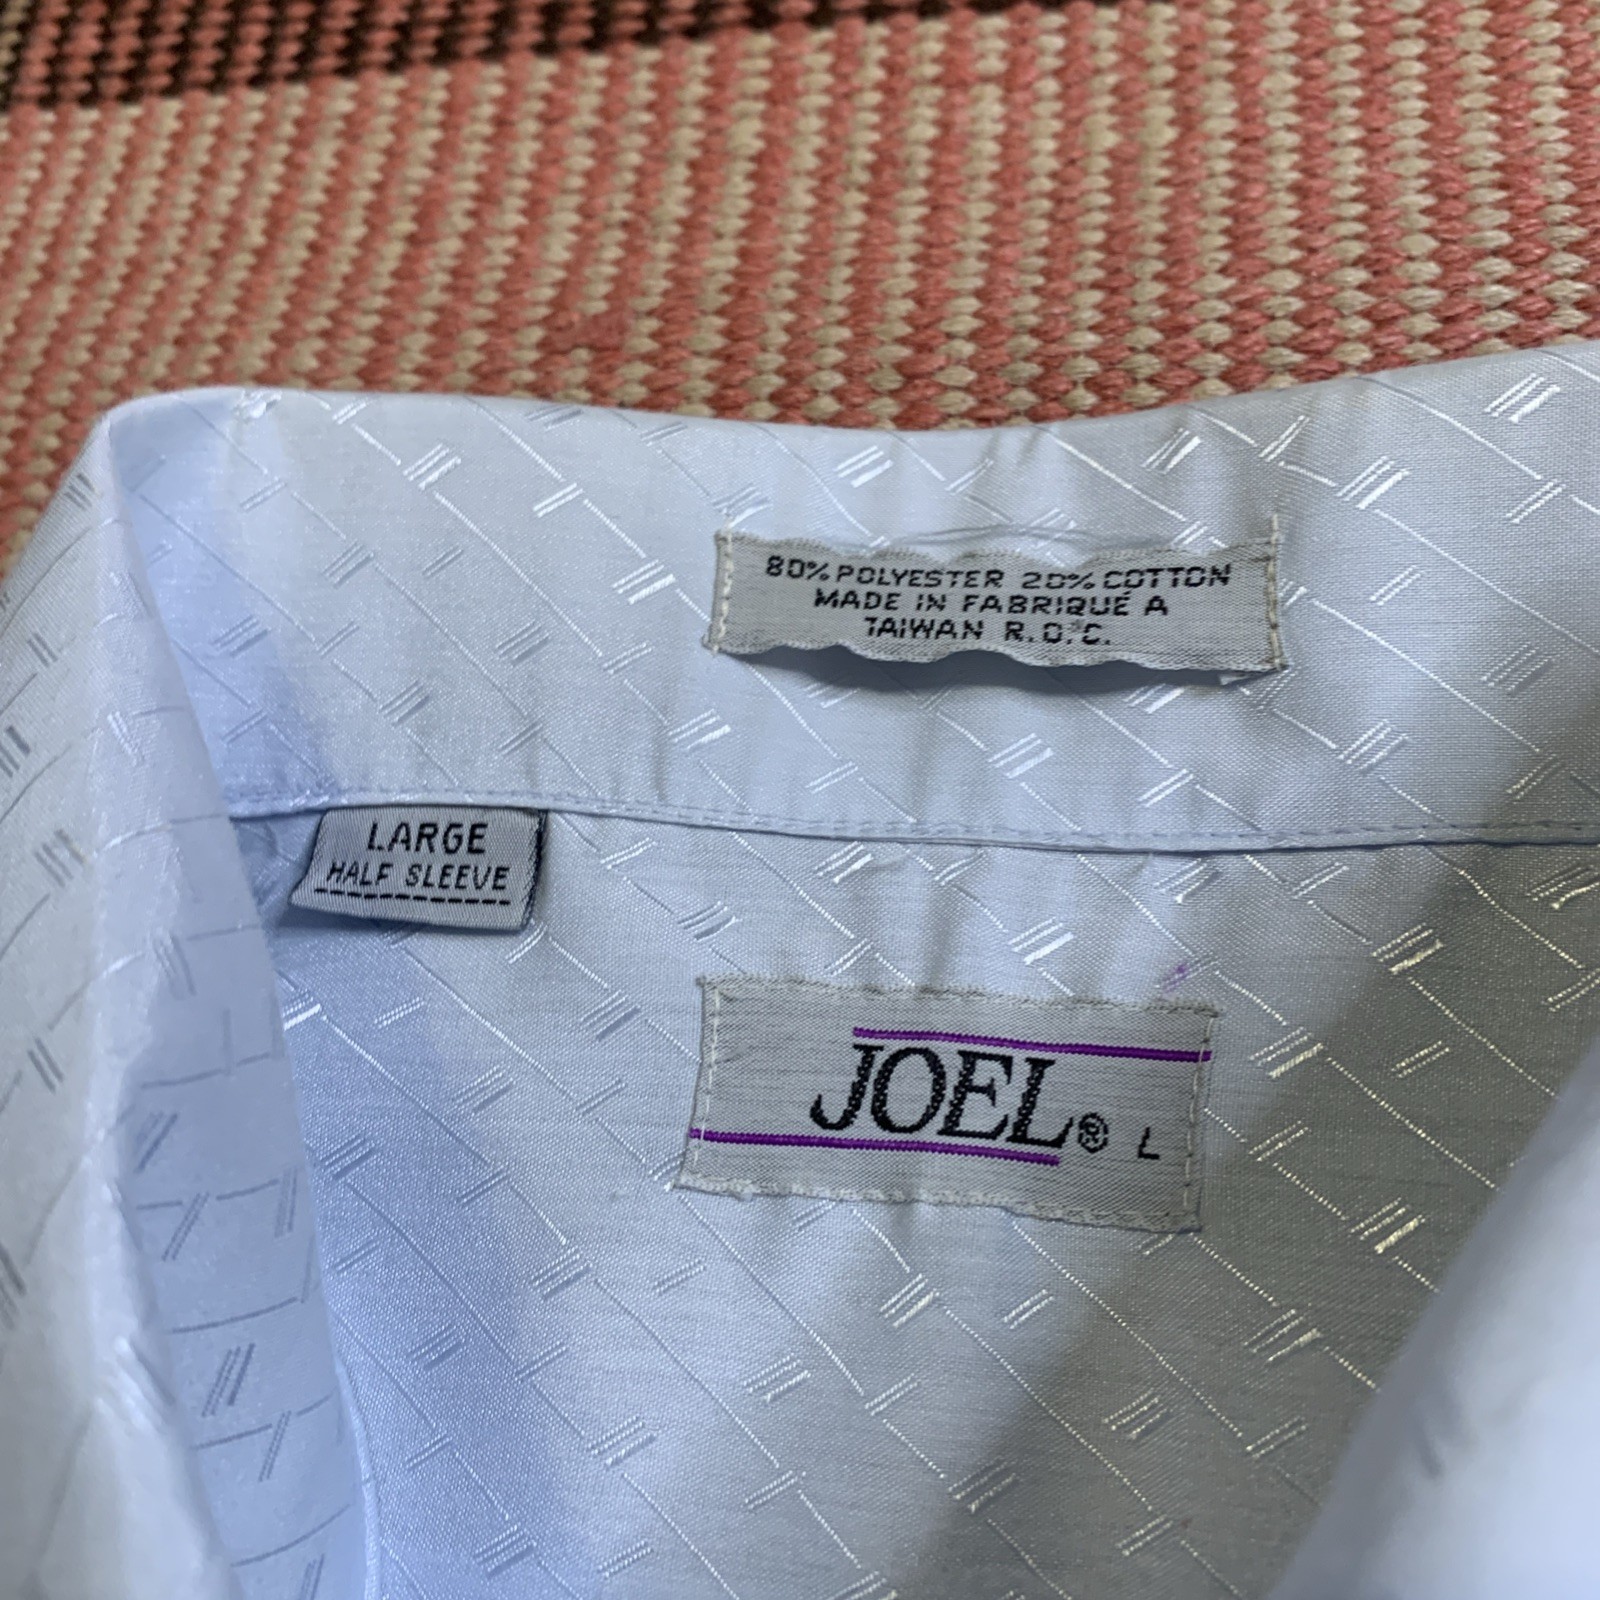 80% POLYESTER 20% COTTON
MADE IN FABRIQUÉ A
TAIWAN R.O.C.
LARGE
HALF SLEEVE
JOEL® L